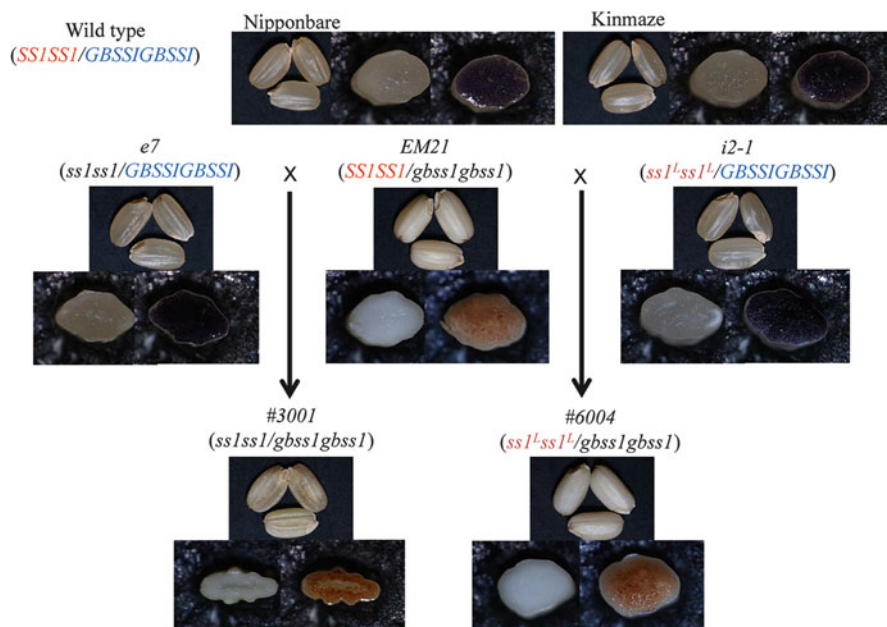 Wild type
(SS1SS1/GBSSIGBSSI)
Nipponbare
Kinmaze
e7
(ss1ss1/GBSSIGBSSI)
X
EM21
(SS1SS1/gbss1gbss1)
X
i2-1
(ss1ᴸss1ᴸ/GBSSIGBSSI)
#3001
(ss1ss1/gbss1gbss1)
#6004
(ss1ᴸss1ᴸ/gbss1gbss1)